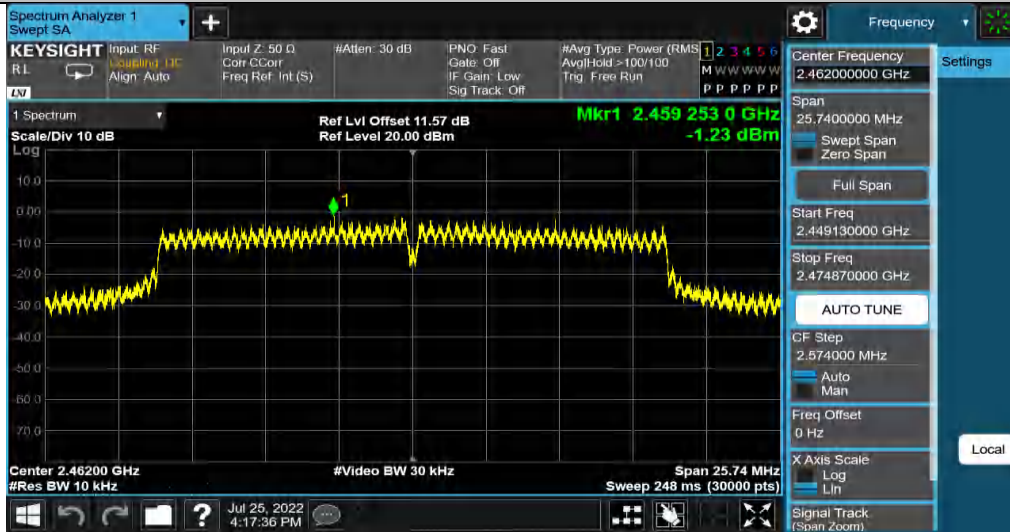 Spectrum Analyzer 1
Swept SA
+
Frequency
KEYSIGHT
RL
LXI
Input: RF
Coupling: DC
Align: Auto
Input Z: 50 Ω
Corr CCorr
Freq Ref: Int (S)
#Atten: 30 dB
PNO: Fast
Gate: Off
IF Gain: Low
Sig Track: Off
#Avg Type: Power (RMS
Avg|Hold:>100/100
Trig: Free Run
1 2 3 4 5 6
M W W W W W
P P P P P P
1 Spectrum
Scale/Div 10 dB
Log
Ref Lvl Offset 11.57 dB
Ref Level 20.00 dBm
Mkr1 2.459 253 0 GHz
-1.23 dBm
10.0
0.00
-10.0
-20.0
-30.0
-40.0
-50.0
-60.0
-70.0
1
Center 2.46200 GHz
#Res BW 10 kHz
#Video BW 30 kHz
Span 25.74 MHz
Sweep 248 ms (30000 pts)
?
Jul 25, 2022
4:17:36 PM
Center Frequency
2.462000000 GHz
Settings
Span
25.7400000 MHz
Swept Span
Zero Span
Full Span
Start Freq
2.449130000 GHz
Stop Freq
2.474870000 GHz
AUTO TUNE
CF Step
2.574000 MHz
Auto
Man
Freq Offset
0 Hz
X Axis Scale
Log
Lin
Local
Signal Track
(Span Zoom)